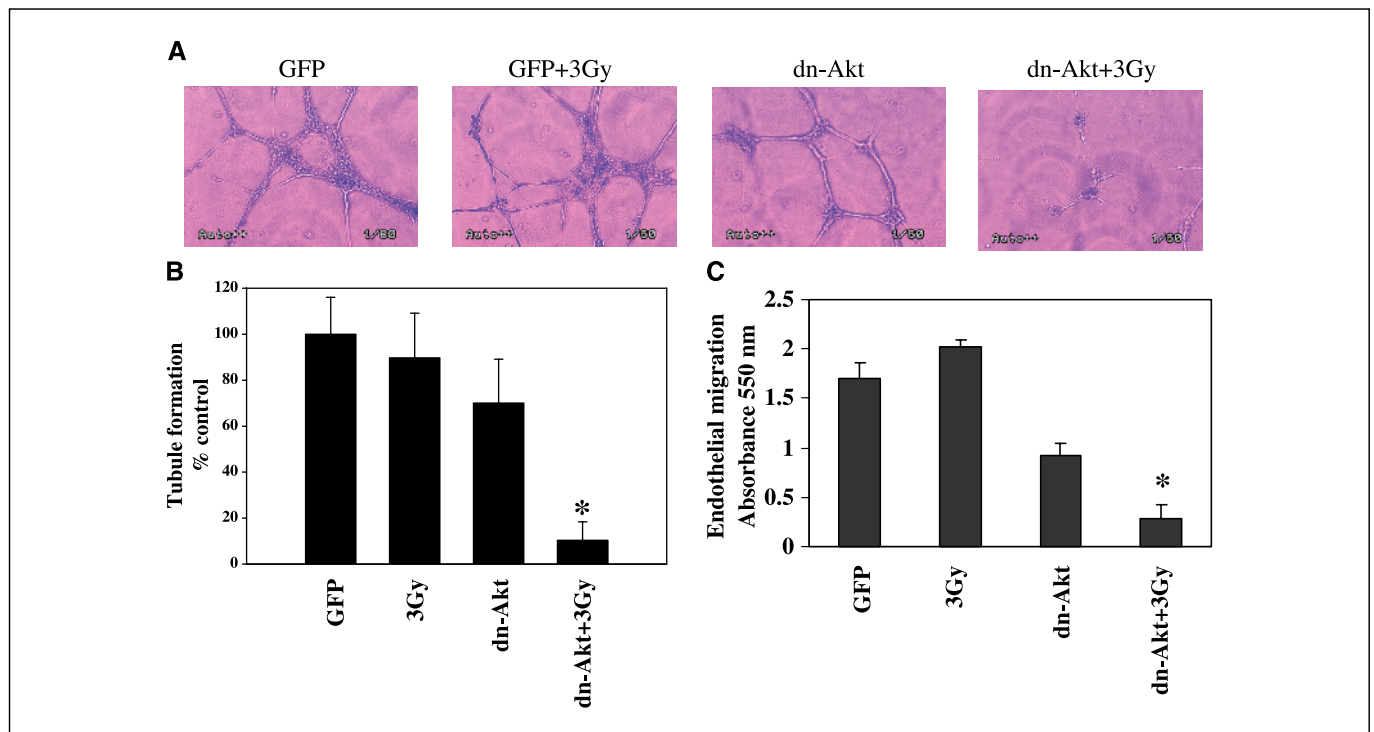 A
GFP
GFP+3Gy
dn-Akt
dn-Akt+3Gy
Auto++ 1/50
Auto++ 1/50
Auto++ 1/50
Auto++ 1/50
B
Tubule formation
% control
120
100
80
60
40
20
0
*
GFP
3Gy
dn-Akt
dn-Akt+3Gy
C
Endothelial migration
Absorbance 550 nm
2.5
2
1.5
1
0.5
0
*
GFP
3Gy
dn-Akt
dn-Akt+3Gy